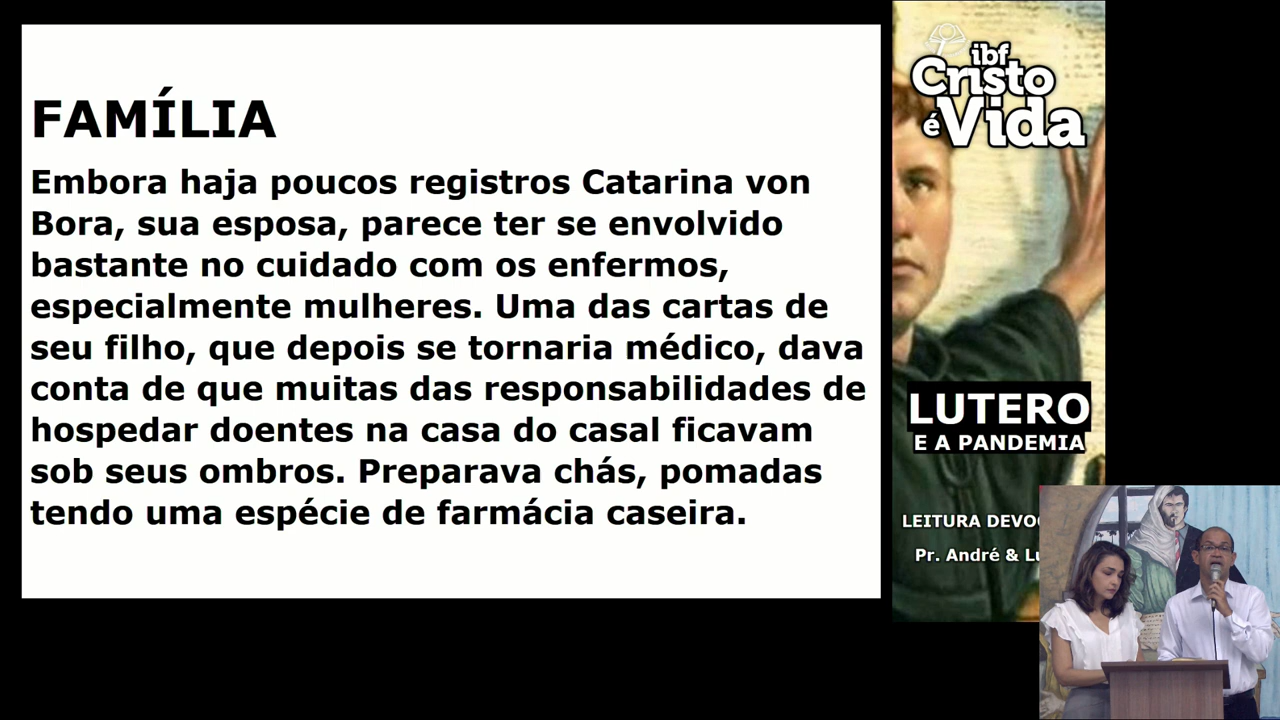 FAMÍLIA
Embora haja poucos registros Catarina von
Bora, sua esposa, parece ter se envolvido
bastante no cuidado com os enfermos,
especialmente mulheres. Uma das cartas de
seu filho, que depois se tornaria médico, dava
conta de que muitas das responsabilidades de
hospedar doentes na casa do casal ficavam
sob seus ombros. Preparava chás, pomadas
tendo uma espécie de farmácia caseira.
ibf
Cristo
é Vida
LUTERO
E A PANDEMIA
LEITURA
Pr. André &